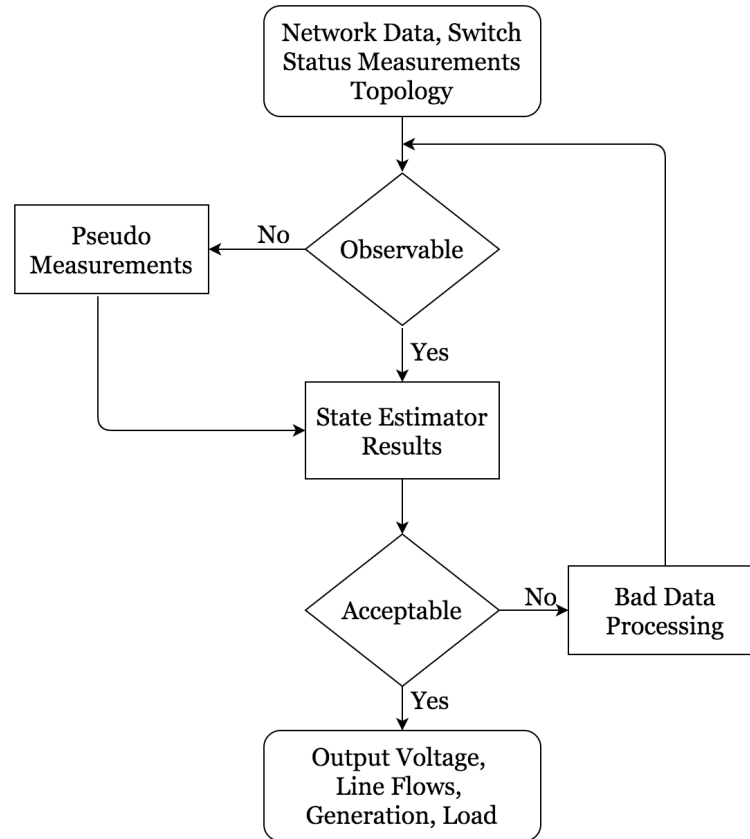 Network Data, Switch
Status Measurements
Topology
No
Observable
Pseudo
Measurements
Yes
State Estimator
Results
Acceptable
No
Bad Data
Processing
Yes
Output Voltage,
Line Flows,
Generation, Load